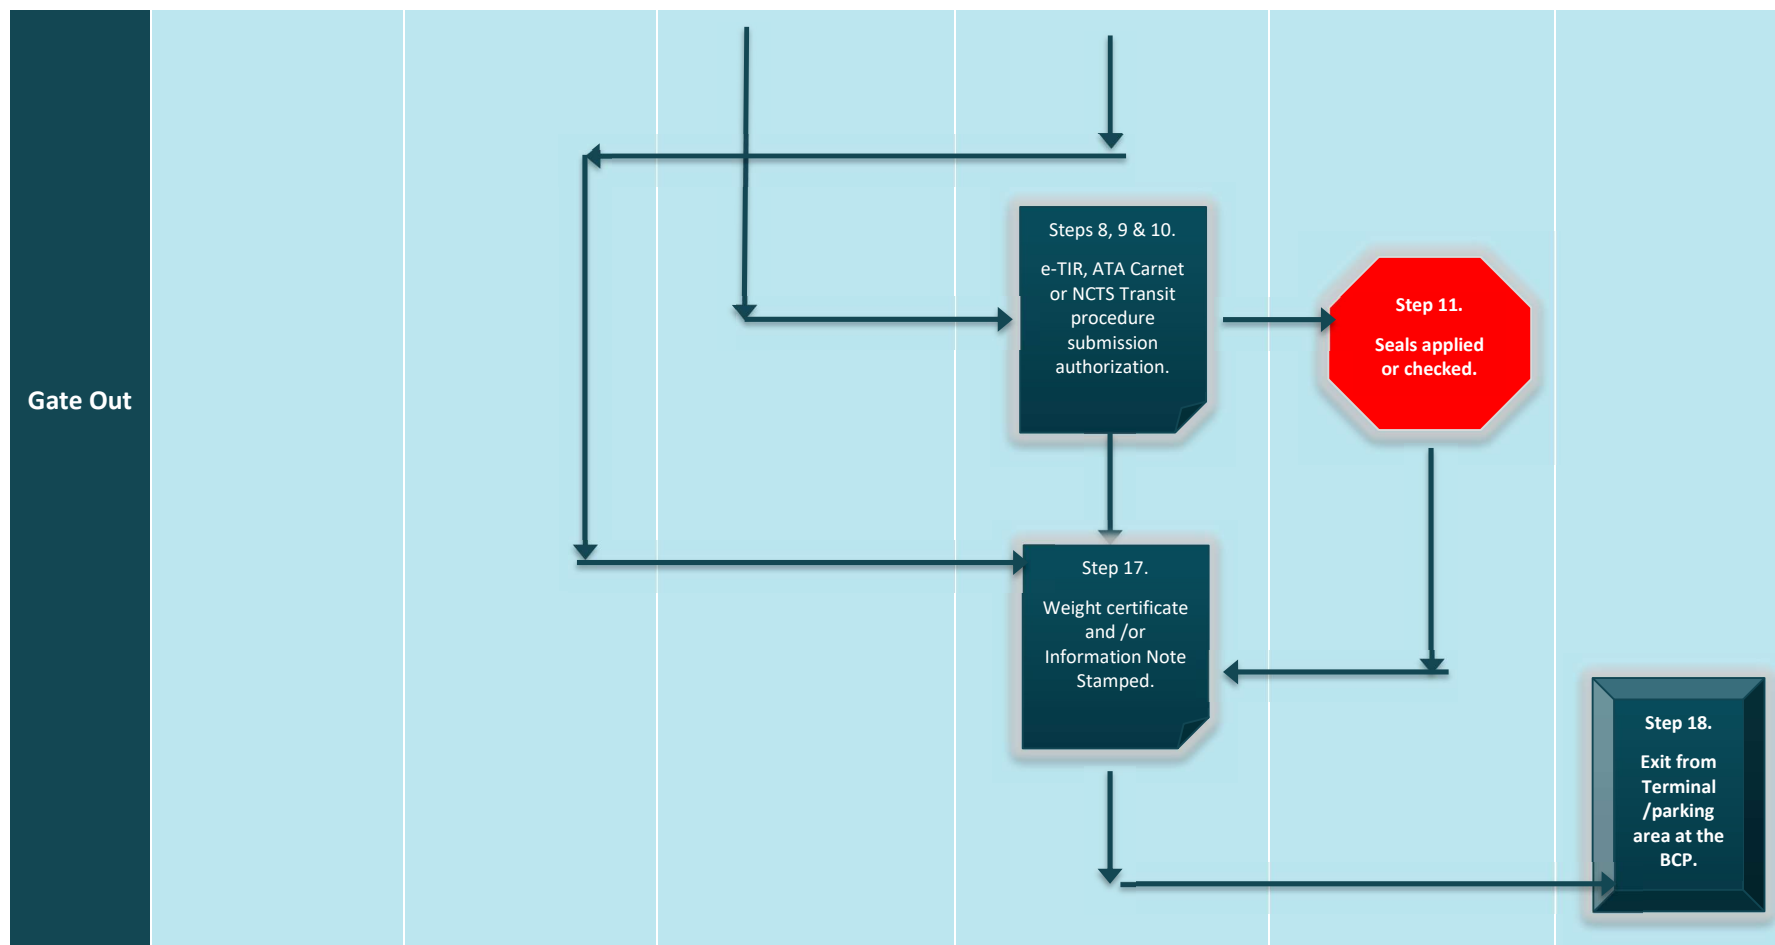 Gate Out
Steps 8, 9 & 10.
e-TIR, ATA Carnet
or NCTS Transit
procedure
submission
authorization.
Step 11.
Seals applied
or checked.
Step 17.
Weight certificate
and /or
Information Note
Stamped.
Step 18.
Exit from
Terminal
/parking
area at the
BCP.